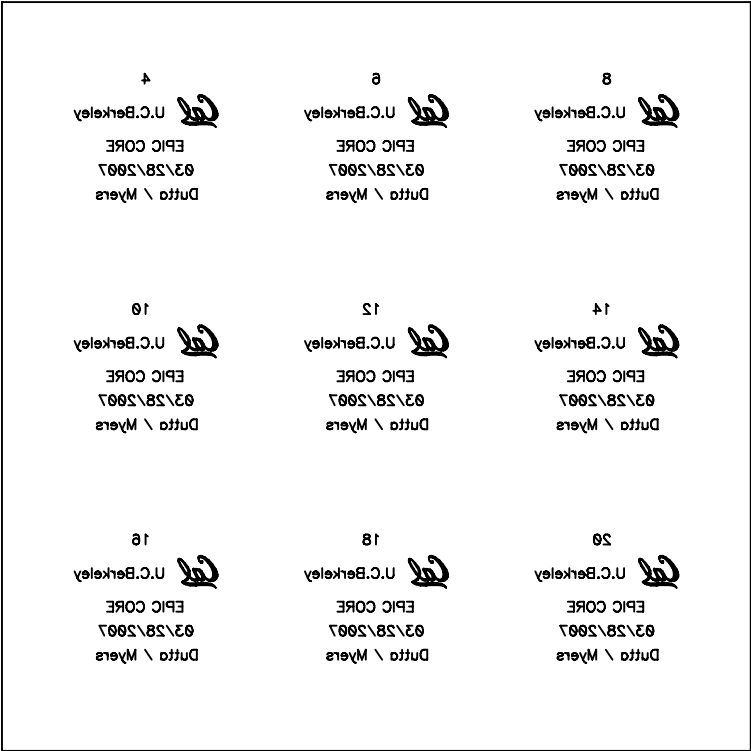 4
Cal U.C.Berkeley
EPIC CORE
03/28/2007
Dutta / Myers
6
Cal U.C.Berkeley
EPIC CORE
03/28/2007
Dutta / Myers
8
Cal U.C.Berkeley
EPIC CORE
03/28/2007
Dutta / Myers
10
Cal U.C.Berkeley
EPIC CORE
03/28/2007
Dutta / Myers
12
Cal U.C.Berkeley
EPIC CORE
03/28/2007
Dutta / Myers
14
Cal U.C.Berkeley
EPIC CORE
03/28/2007
Dutta / Myers
16
Cal U.C.Berkeley
EPIC CORE
03/28/2007
Dutta / Myers
18
Cal U.C.Berkeley
EPIC CORE
03/28/2007
Dutta / Myers
20
Cal U.C.Berkeley
EPIC CORE
03/28/2007
Dutta / Myers